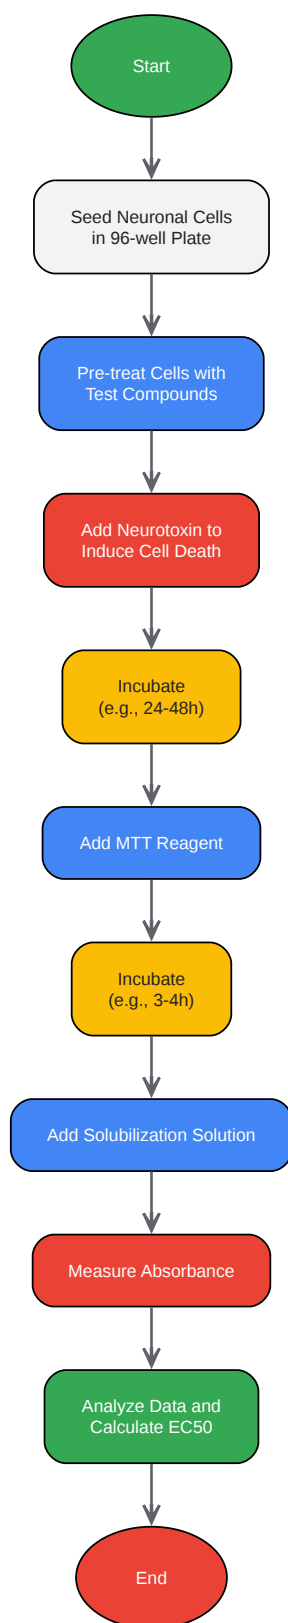 Start
Seed Neuronal Cells
in 96-well Plate
Pre-treat Cells with
Test Compounds
Add Neurotoxin to
Induce Cell Death
Incubate
(e.g., 24-48h)
Add MTT Reagent
Incubate
(e.g., 3-4h)
Add Solubilization Solution
Measure Absorbance
Analyze Data and
Calculate EC50
End